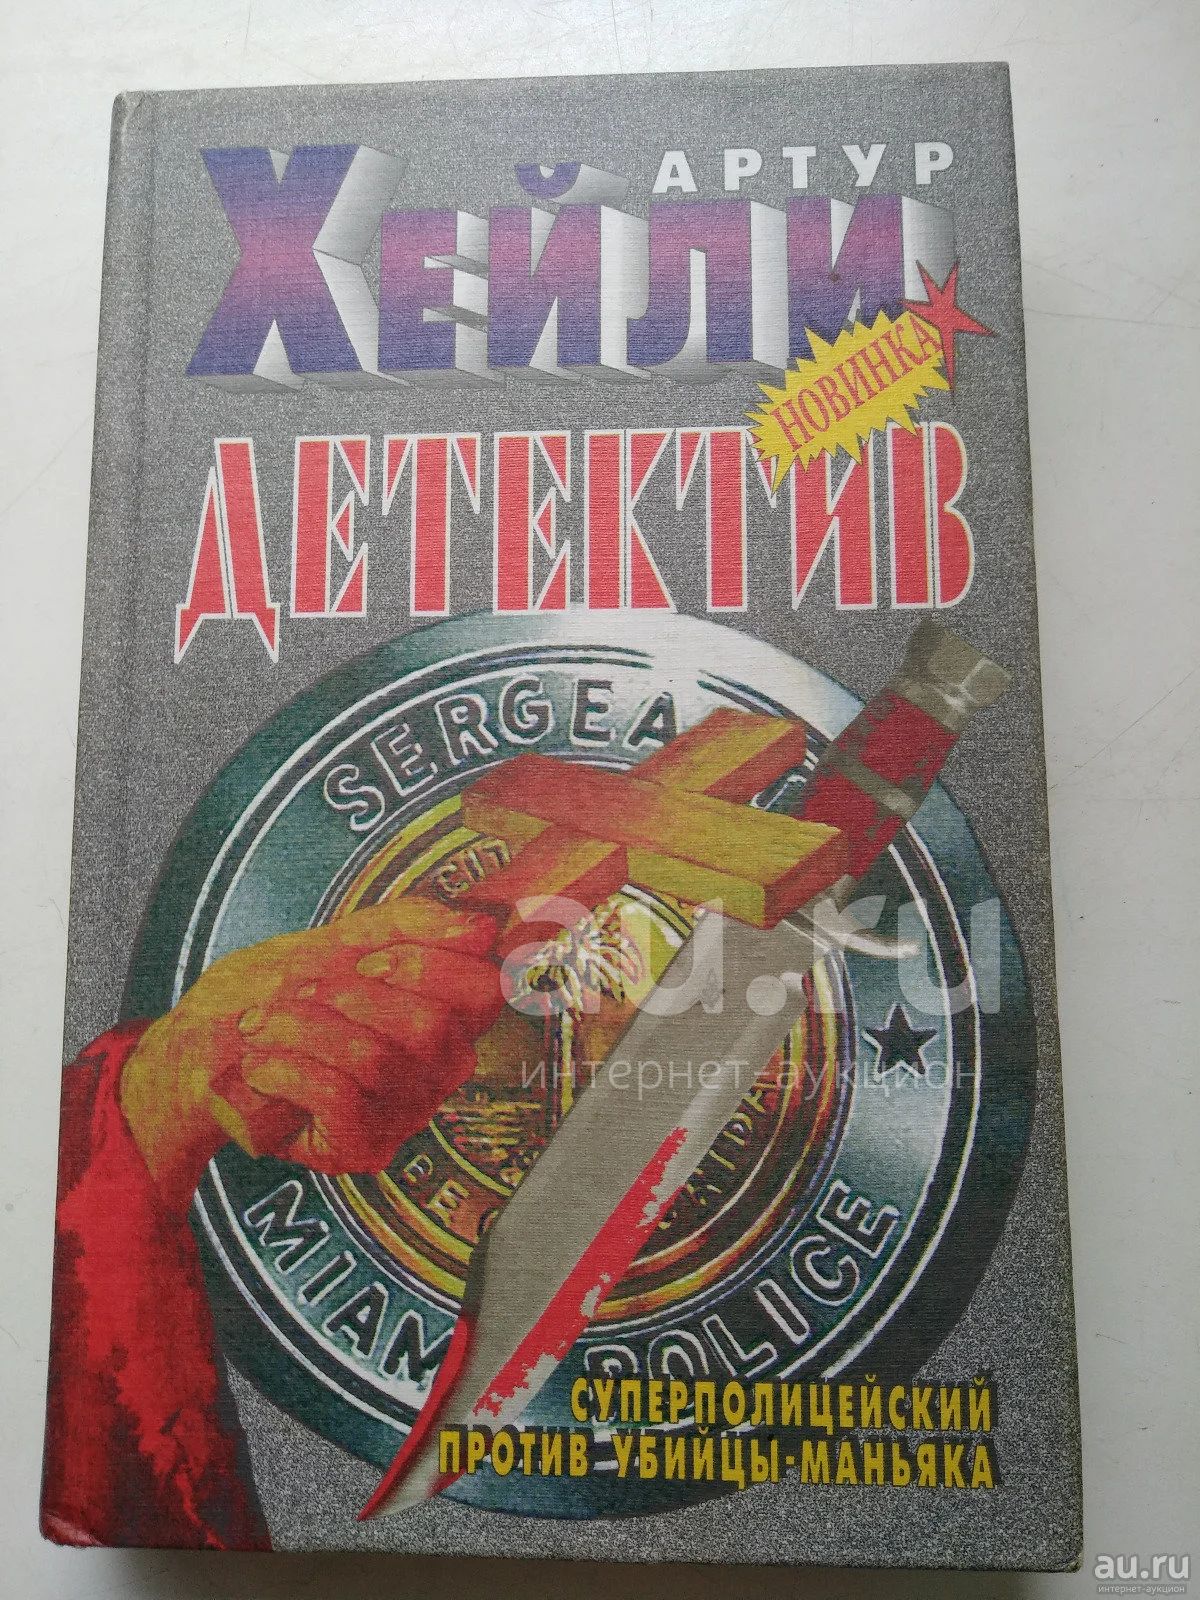 АРТУР
ХЕЙЛИ
НОВИНКА
ДЕТЕКТИВ
SERGEA
MIAM POLICE
СУПЕРПОЛИЦЕЙСКИЙ
ПРОТИВ УБИЙЦЫ-МАНЬЯКА
au.ru
интернет-аукцион
au.ru
интернет-аукцион